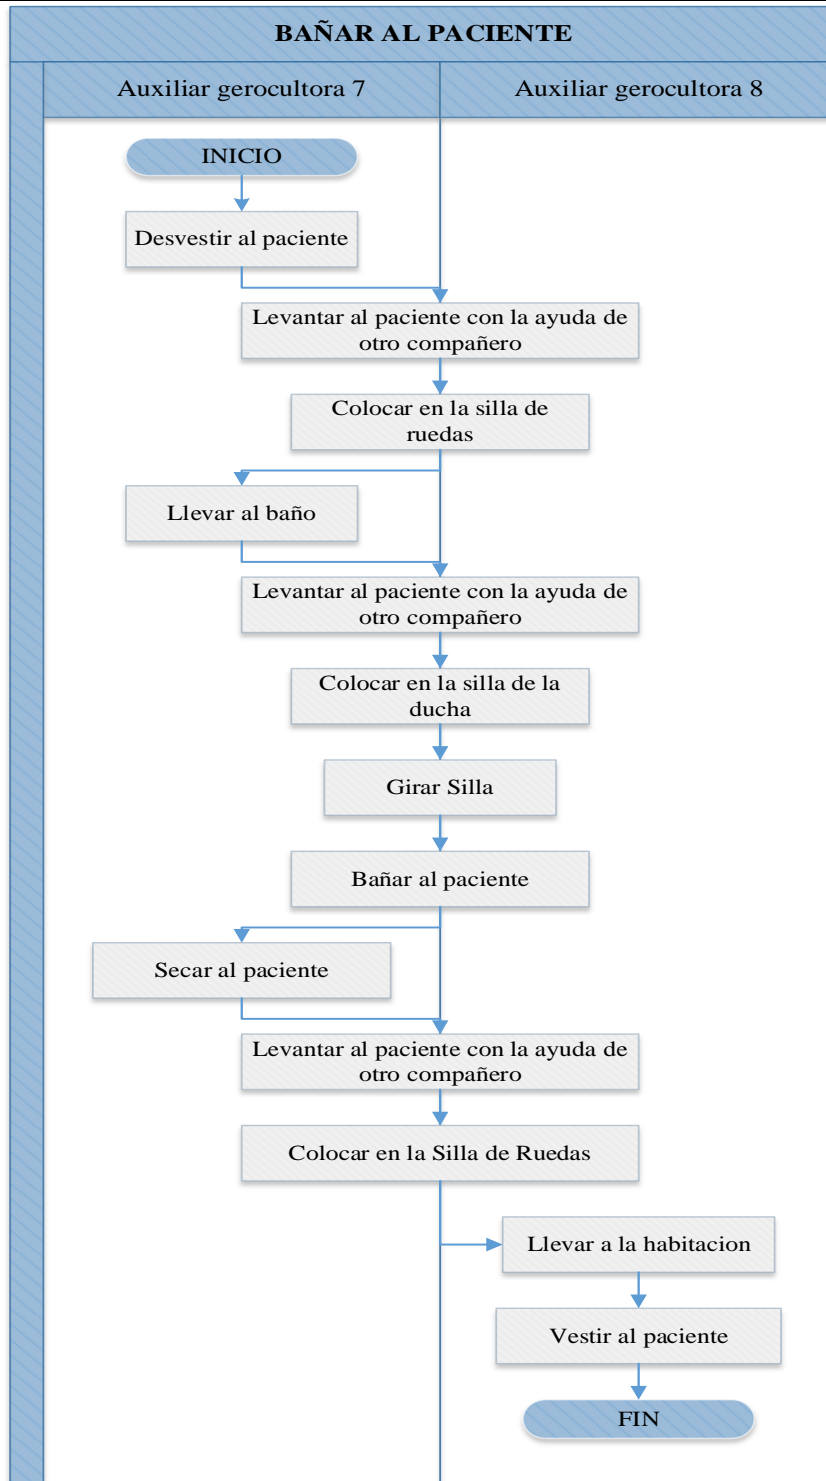 BAÑAR AL PACIENTE
Auxiliar gerocultora 7
Auxiliar gerocultora 8
INICIO
Desvestir al paciente
Levantar al paciente con la ayuda de
otro compañero
Colocar en la silla de
ruedas
Llevar al baño
Levantar al paciente con la ayuda de
otro compañero
Colocar en la silla de la
ducha
Girar Silla
Bañar al paciente
Secar al paciente
Levantar al paciente con la ayuda de
otro compañero
Colocar en la Silla de Ruedas
Llevar a la habitacion
Vestir al paciente
FIN